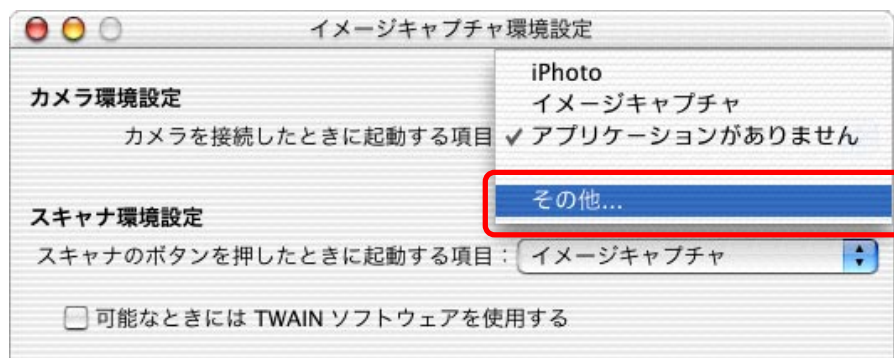 イメージキャプチャ環境設定
iPhoto
カメラ環境設定
イメージキャプチャ
カメラを接続したときに起動する項目 ✓ アプリケーションがありません
その他...
スキャナ環境設定
スキャナのボタンを押したときに起動する項目： イメージキャプチャ
可能なときには TWAIN ソフトウェアを使用する